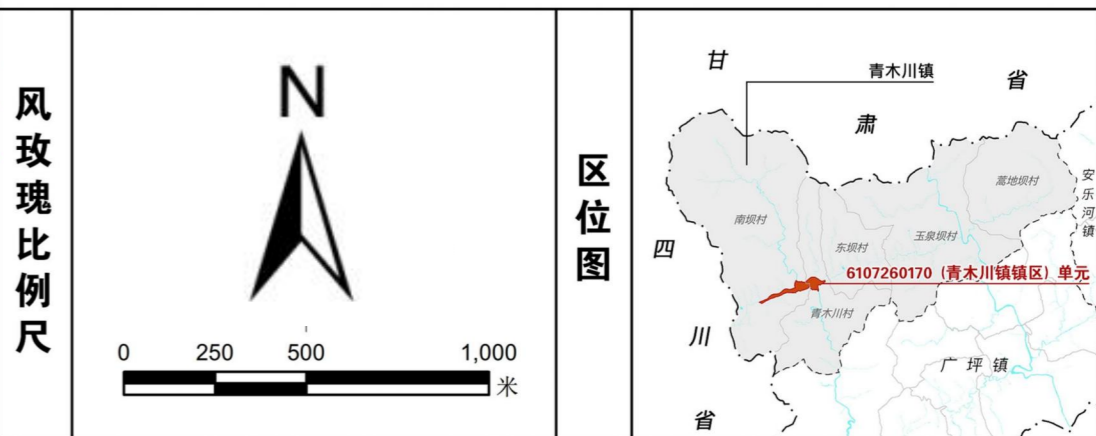 风玫瑰比例尺
N
0 250 500 1,000
米
区位图
甘
肃
省
青木川镇
蒿地坝村
安乐河镇
南坝村
东坝村
玉泉坝村
四
川
省
6107260170（青木川镇镇区）单元
青木川村
广坪镇